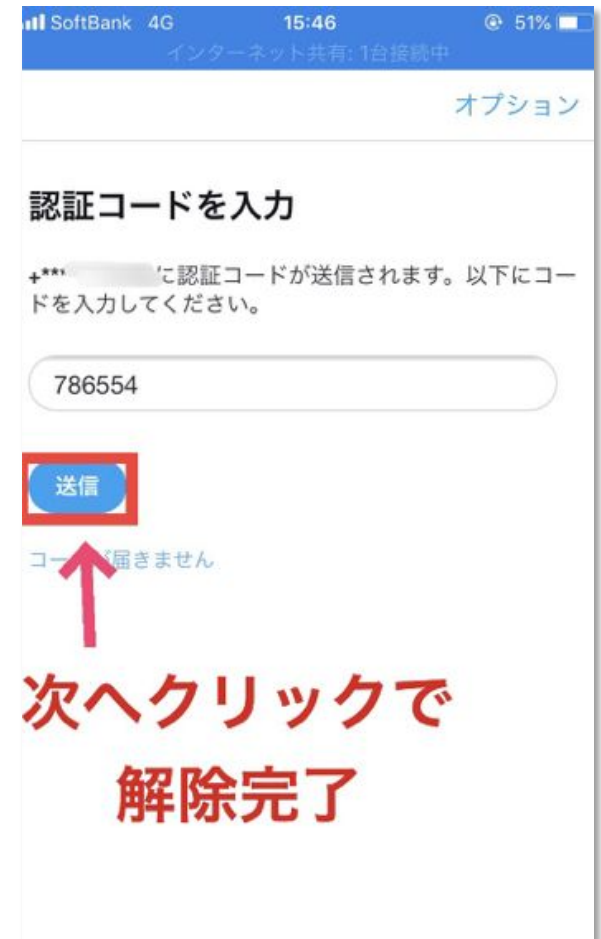 SoftBank 4G 15:46 51%
インターネット共有: 1台接続中
オプション
認証コードを入力
+*** に認証コードが送信されます。以下にコー
ドを入力してください。
786554
送信
コー が届きません
次へクリックで
解除完了